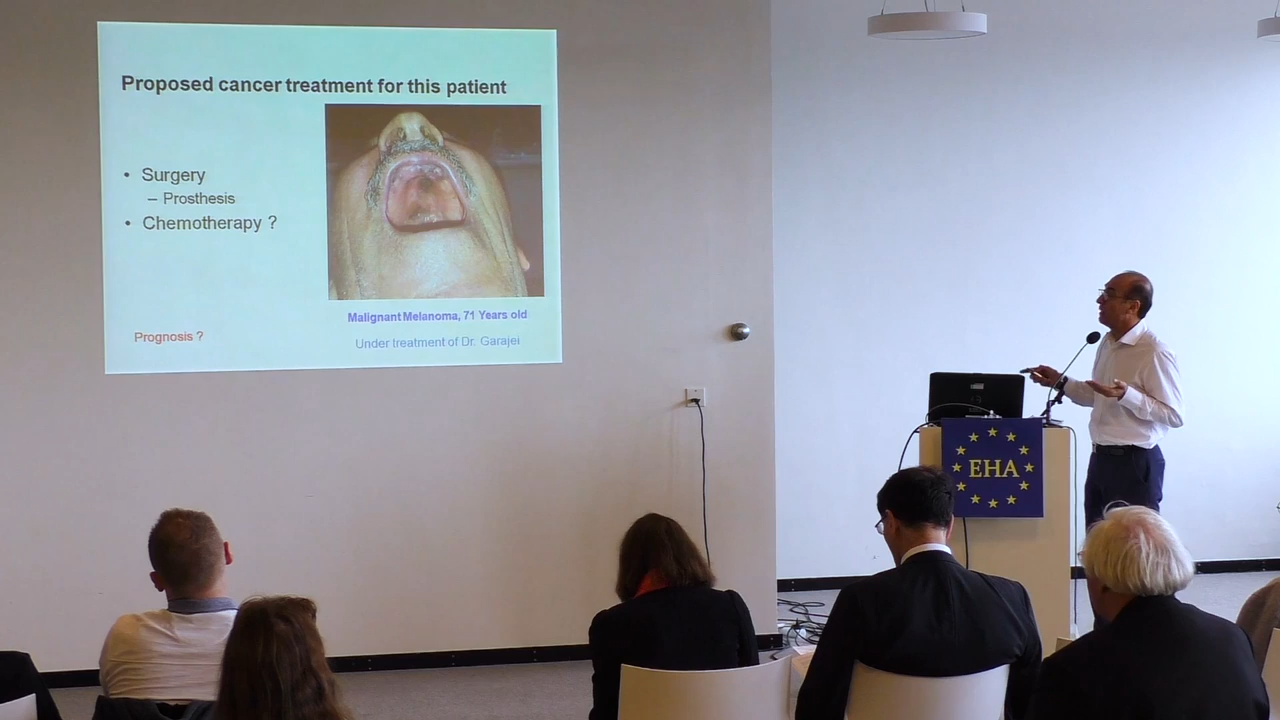 Proposed cancer treatment for this patient
• Surgery
– Prosthesis
• Chemotherapy ?
Malignant Melanoma, 71 Years old
Prognosis ?
Under treatment of Dr. Garajei
EHA